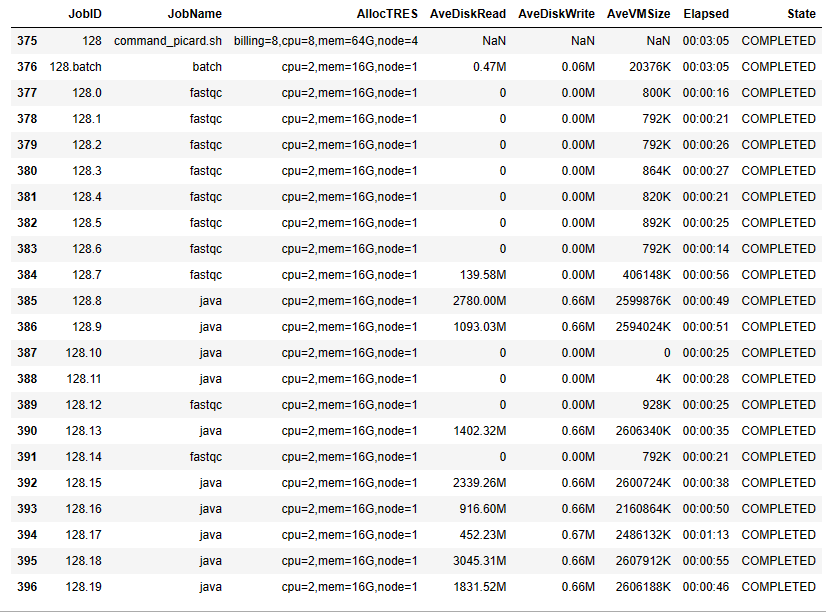 JobID JobName AllocTRES AveDiskRead AveDiskWrite AveVMSize Elapsed State
375 128 command_picard.sh billing=8,cpu=8,mem=64G,node=4 NaN NaN NaN 00:03:05 COMPLETED
376 128.batch batch cpu=2,mem=16G,node=1 0.47M 0.06M 20376K 00:03:05 COMPLETED
377 128.0 fastqc cpu=2,mem=16G,node=1 0 0.00M 800K 00:00:16 COMPLETED
378 128.1 fastqc cpu=2,mem=16G,node=1 0 0.00M 792K 00:00:21 COMPLETED
379 128.2 fastqc cpu=2,mem=16G,node=1 0 0.00M 792K 00:00:26 COMPLETED
380 128.3 fastqc cpu=2,mem=16G,node=1 0 0.00M 864K 00:00:27 COMPLETED
381 128.4 fastqc cpu=2,mem=16G,node=1 0 0.00M 820K 00:00:21 COMPLETED
382 128.5 fastqc cpu=2,mem=16G,node=1 0 0.00M 892K 00:00:25 COMPLETED
383 128.6 fastqc cpu=2,mem=16G,node=1 0 0.00M 792K 00:00:14 COMPLETED
384 128.7 fastqc cpu=2,mem=16G,node=1 139.58M 0.00M 406148K 00:00:56 COMPLETED
385 128.8 java cpu=2,mem=16G,node=1 2780.00M 0.66M 2599876K 00:00:49 COMPLETED
386 128.9 java cpu=2,mem=16G,node=1 1093.03M 0.66M 2594024K 00:00:51 COMPLETED
387 128.10 java cpu=2,mem=16G,node=1 0 0.00M 0 00:00:25 COMPLETED
388 128.11 java cpu=2,mem=16G,node=1 0 0.00M 4K 00:00:28 COMPLETED
389 128.12 fastqc cpu=2,mem=16G,node=1 0 0.00M 928K 00:00:25 COMPLETED
390 128.13 java cpu=2,mem=16G,node=1 1402.32M 0.66M 2606340K 00:00:35 COMPLETED
391 128.14 fastqc cpu=2,mem=16G,node=1 0 0.00M 792K 00:00:21 COMPLETED
392 128.15 java cpu=2,mem=16G,node=1 2339.26M 0.66M 2600724K 00:00:38 COMPLETED
393 128.16 java cpu=2,mem=16G,node=1 916.60M 0.66M 2160864K 00:00:50 COMPLETED
394 128.17 java cpu=2,mem=16G,node=1 452.23M 0.67M 2486132K 00:01:13 COMPLETED
395 128.18 java cpu=2,mem=16G,node=1 3045.31M 0.66M 2607912K 00:00:55 COMPLETED
396 128.19 java cpu=2,mem=16G,node=1 1831.52M 0.66M 2606188K 00:00:46 COMPLETED